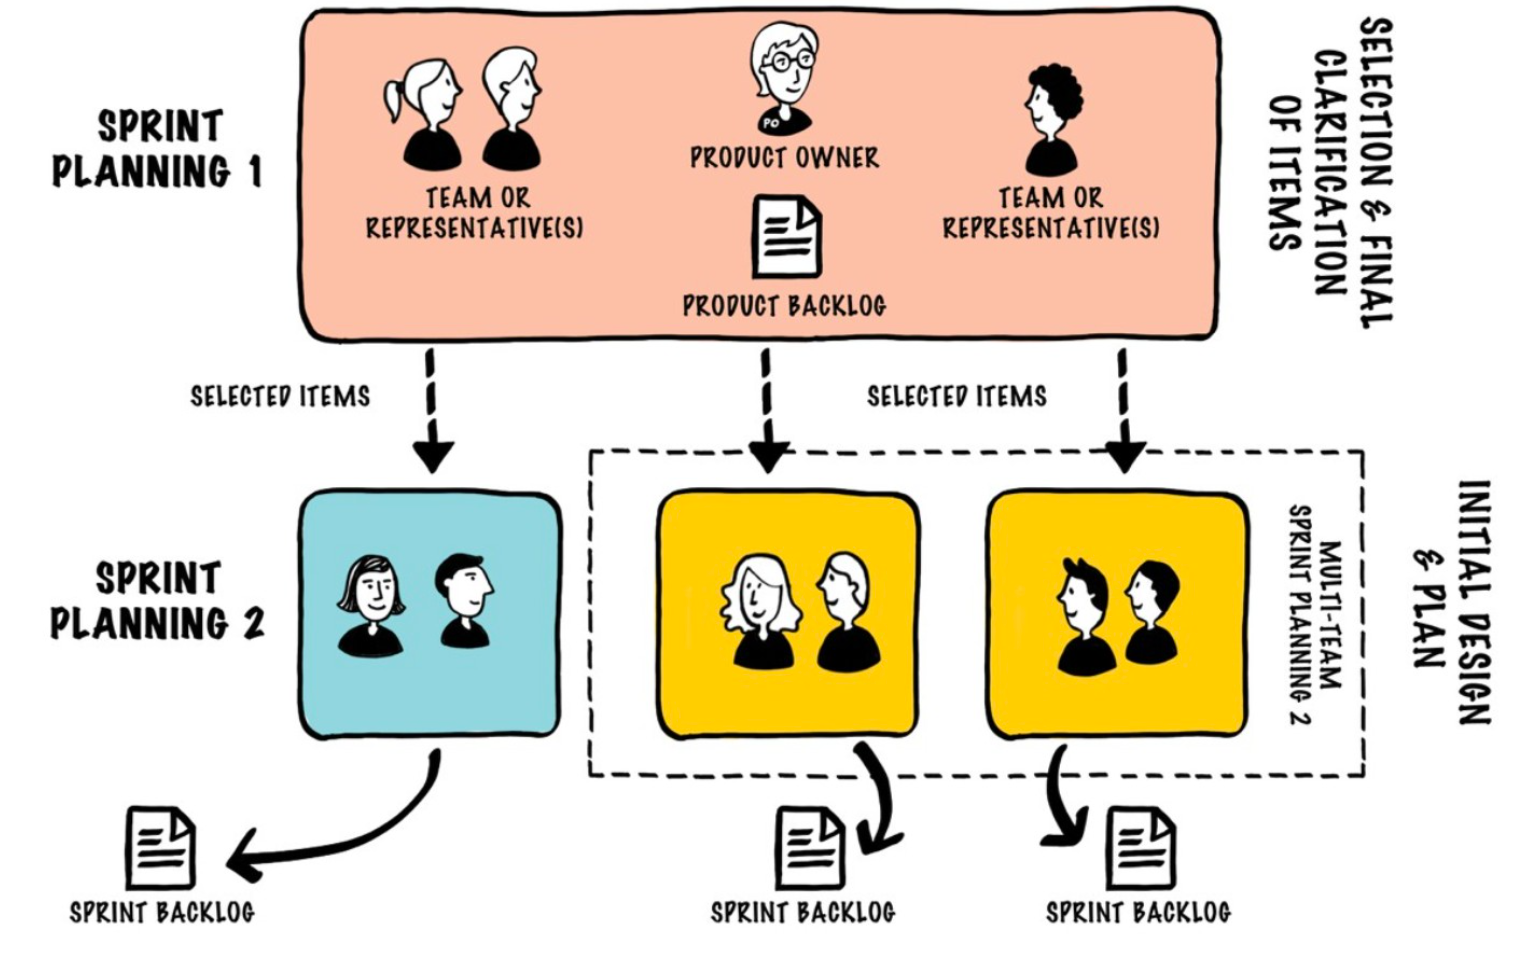 SPRINT
PLANNING 1
PO
PRODUCT OWNER
TEAM OR
REPRESENTATIVE(S)
TEAM OR
REPRESENTATIVE(S)
PRODUCT BACKLOG
SELECTION & FINAL
CLARIFICATION
OF ITEMS
SELECTED ITEMS
SELECTED ITEMS
SPRINT
PLANNING 2
MULTI-TEAM
SPRINT PLANNING 2
INITIAL DESIGN
& PLAN
SPRINT BACKLOG
SPRINT BACKLOG
SPRINT BACKLOG